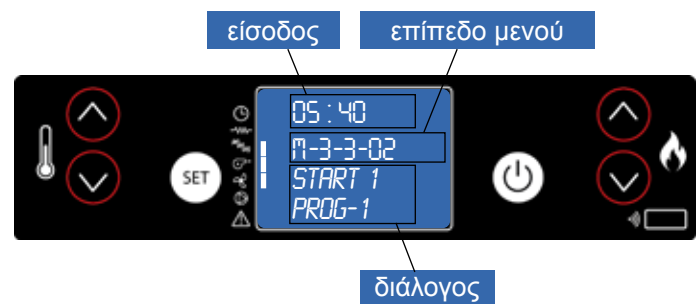 είσοδος
επίπεδο μενού
05:40
M-3-3-02
SET
START 1
PROG-1
διάλογος